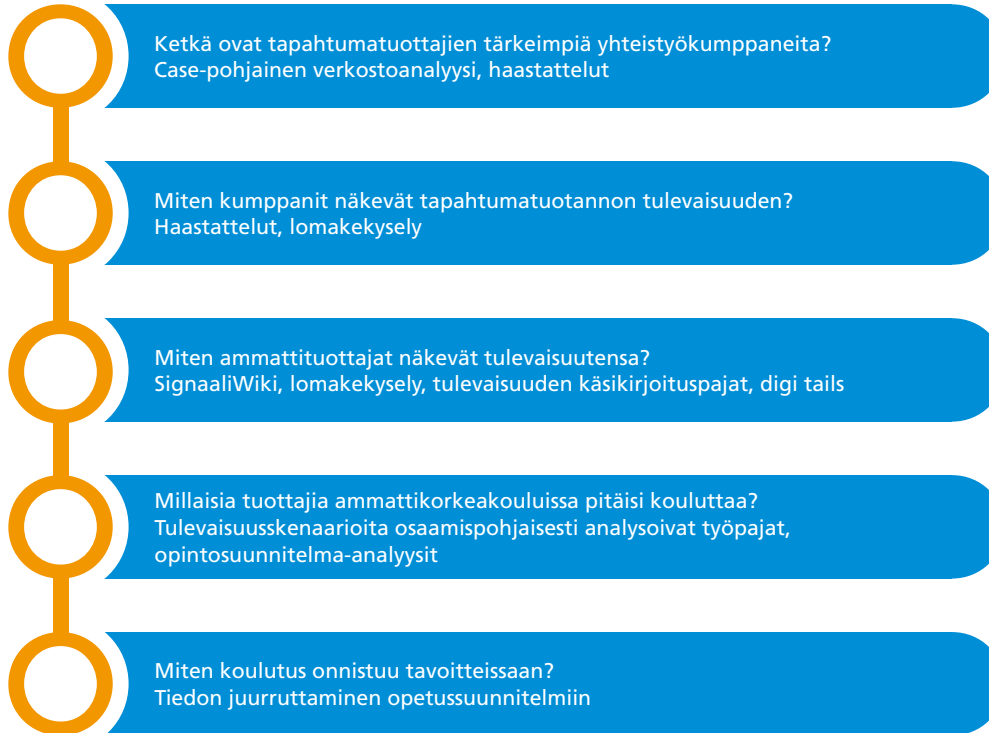 Ketkä ovat tapahtumatuottajien tärkeimpiä yhteistyökumppaneita?
Case-pohjainen verkostoanalyysi, haastattelut
Miten kumppanit näkevät tapahtumatuotannon tulevaisuuden?
Haastattelut, lomakekysely
Miten ammattituottajat näkevät tulevaisuutensa?
SignaaliWiki, lomakekysely, tulevaisuuden käsikirjoituspajat, digi tails
Millaisia tuottajia ammattikorkeakouluissa pitäisi kouluttaa?
Tulevaisuusskenaarioita osaamispohjaisesti analysoivat työpajat,
opintosuunnitelma-analyysit
Miten koulutus onnistuu tavoitteissaan?
Tiedon juurruttaminen opetussuunnitelmiin